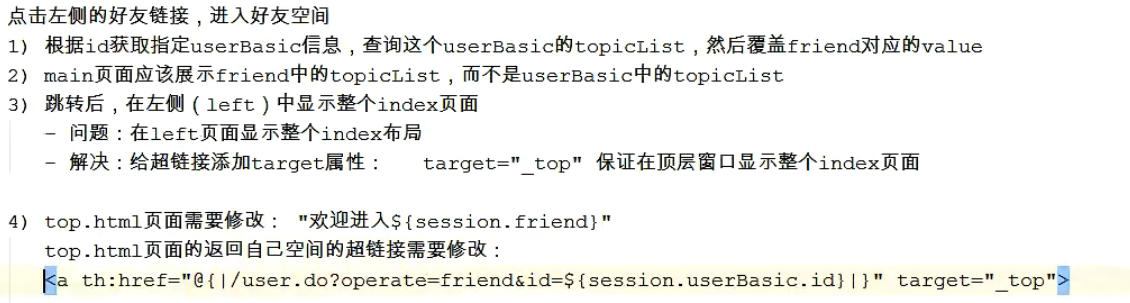 点击左侧的好友链接，进入好友空间
1) 根据id获取指定userBasic信息，查询这个userBasic的topicList，然后覆盖friend对应的value
2) main页面应该展示friend中的topicList，而不是userBasic中的topicList
3) 跳转后，在左侧（left）中显示整个index页面
- 问题：在left页面显示整个index布局
- 解决：给超链接添加target属性： target="_top" 保证在顶层窗口显示整个index页面
4) top.html页面需要修改： "欢迎进入${session.friend}"
top.html页面的返回自己空间的超链接需要修改：
<a th:href="@{|/user.do?operate=friend&id=${session.userBasic.id}|}" target="_top">